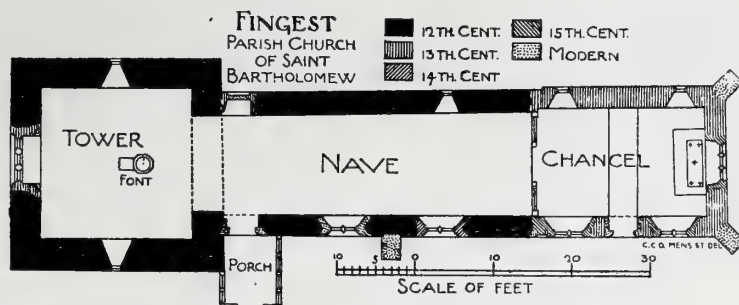 FINGEST
PARISH CHURCH
OF SAINT
BARTHOLOMEW
12TH. CENT.
13TH. CENT.
14TH. CENT
15TH. CENT.
MODERN
TOWER
FONT
NAVE
CHANCEL
PORCH
C.C.D. MENS ET DEL
10 5 0 10 20 30
SCALE OF FEET